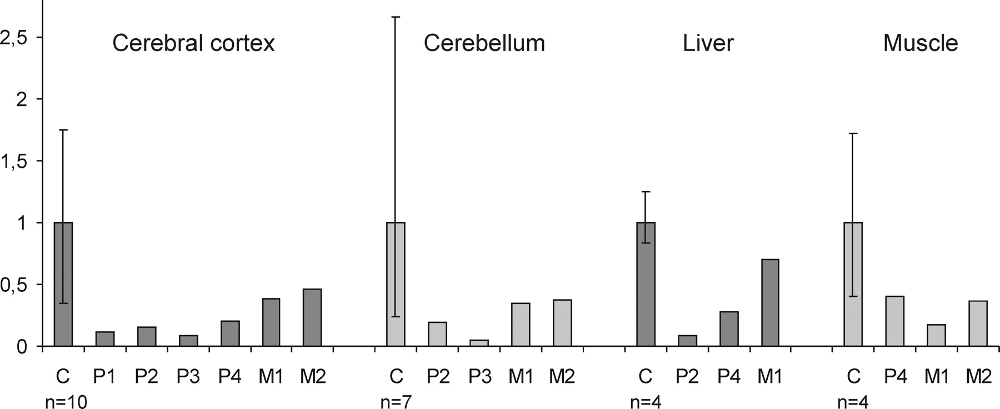 2,5
Cerebral cortex Cerebellum Liver Muscle
2
1,5
1
0,5
0
C P1 P2 P3 P4 M1 M2 C P2 P3 M1 M2 C P2 P4 M1 C P4 M1 M2
n=10 n=7 n=4 n=4